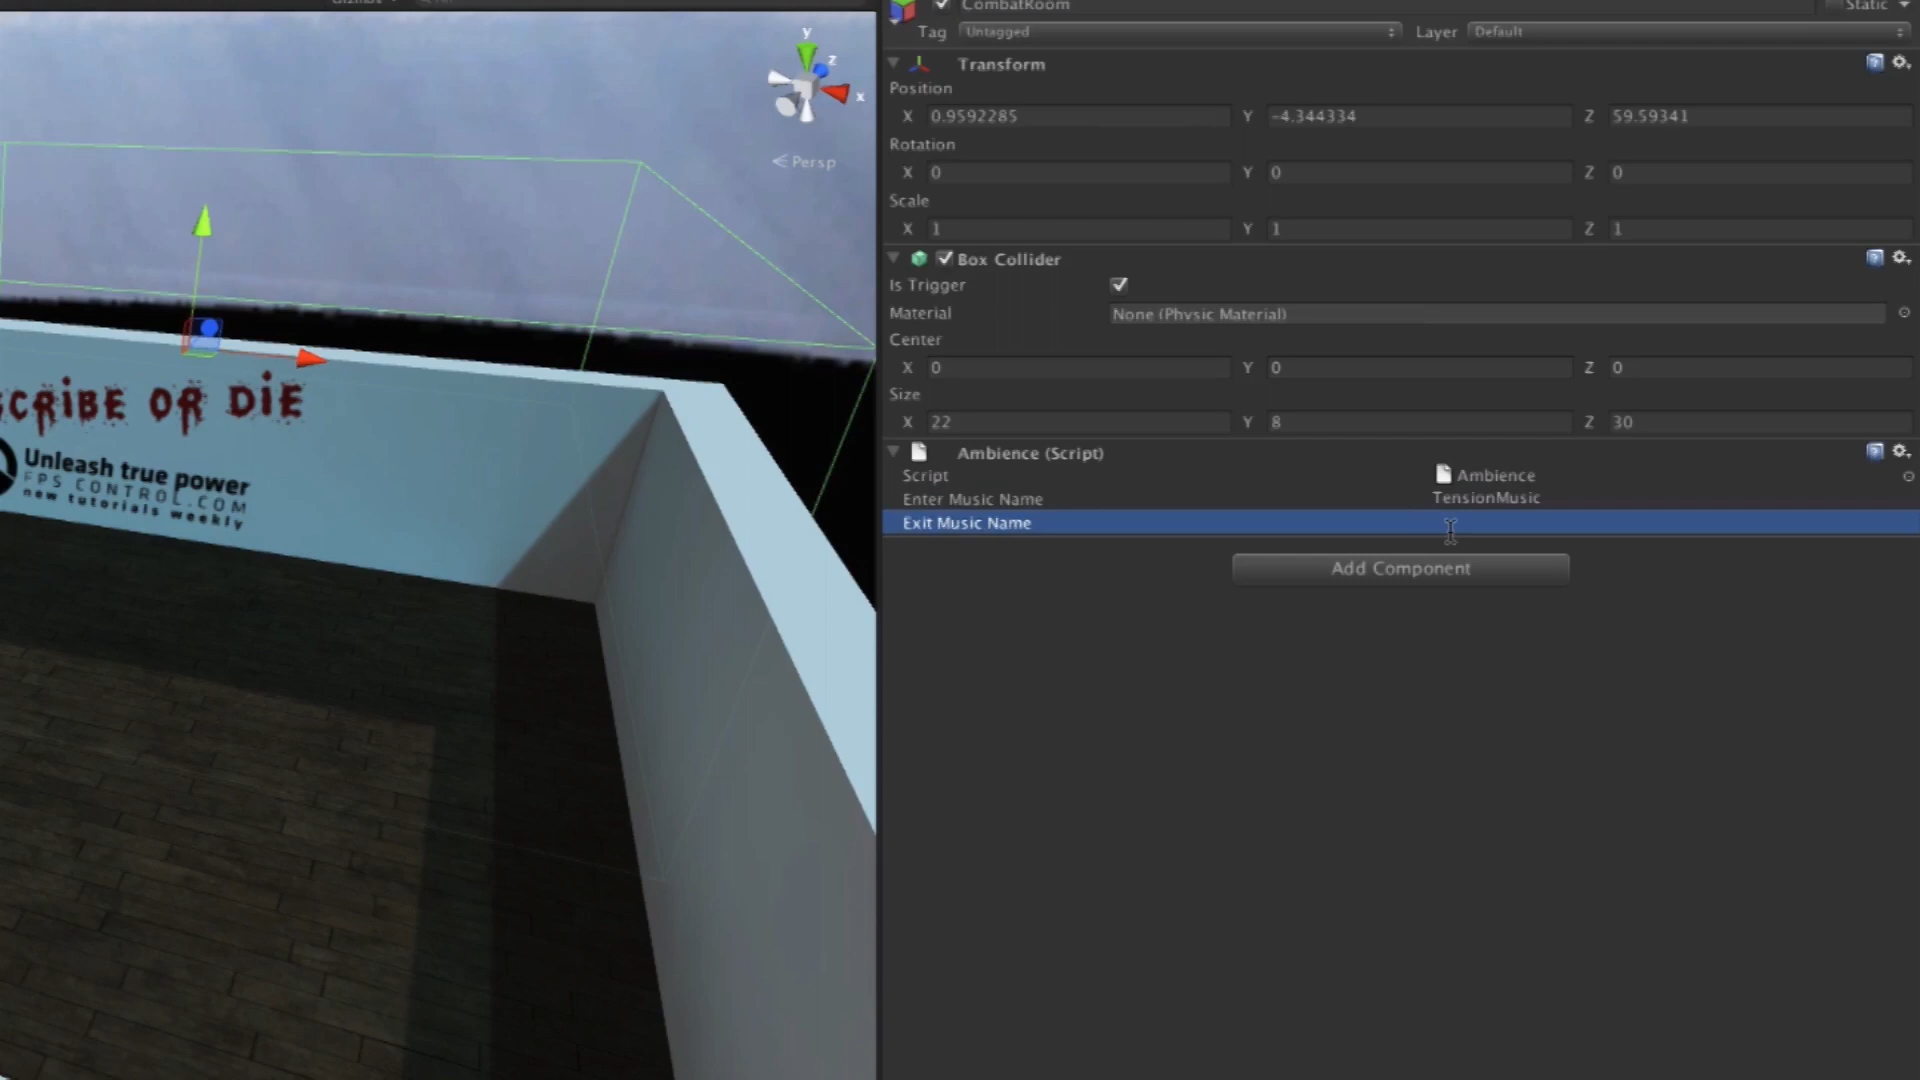 CombatRoom
Static
Tag Untagged Layer Default
Transform
Position
X 0.9592285 Y -4.344334 Z 59.59341
Rotation
X 0 Y 0 Z 0
Scale
X 1 Y 1 Z 1
Box Collider
Is Trigger
Material None (Physic Material)
Center
X 0 Y 0 Z 0
Size
X 22 Y 8 Z 30
Ambience (Script)
Script Ambience
Enter Music Name TensionMusic
Exit Music Name
Add Component
y
z
x
Persp
OR DIE
Unleash true power
FPS CONTROL.COM
new tutorials weekly